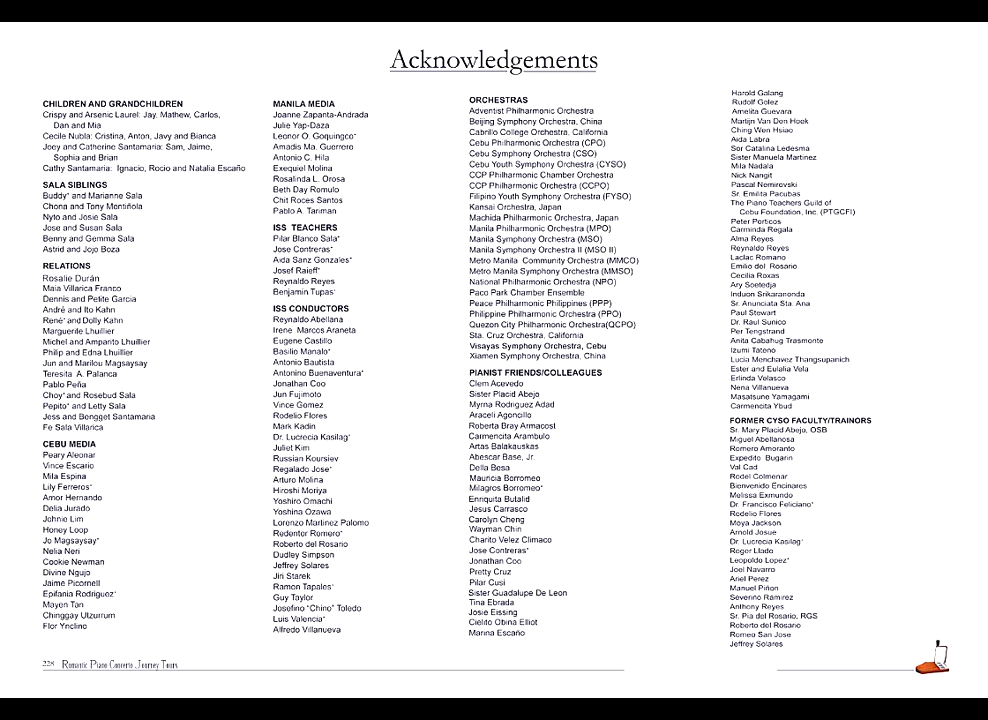 Acknowledgements
CHILDREN AND GRANDCHILDREN
Crispy and Arsenic Laurel: Jay. Mathew, Carlos,
Dan and Mia
Cecile Nubla: Cristina, Anton, Javy and Bianca
Joey and Catherine Santamaria: Sam, Jaime,
Sophia and Brian
Cathy Santamaria: Ignacio, Rocio and Natalia Escaño
SALA SIBLINGS
Buddy* and Marianne Sala
Chona and Tony Montiñola
Nyto and Josie Sala
Jose and Susan Sala
Benny and Gemma Sala
Astrid and Jojo Boza
RELATIONS
Rosalie Durán
Maia Villarica Franco
Dennis and Petite Garcia
André and Ito Kahn
René* and Dolly Kahn
Marguerite Lhuillier
Michel and Amparito Lhuillier
Philip and Edna Lhuillier
Jun and Marilou Magsaysay
Teresita A. Palanca
Pablo Peña
Choy* and Rosebud Sala
Pepito* and Letty Sala
Jess and Bengget Santamaria
Fe Sala Villarica
CEBU MEDIA
Peary Aleonar
Vince Escario
Mila Espina
Lily Ferreros*
Amor Hernando
Delia Jurado
Johnie Lim
Honey Loop
Jo Magsaysay*
Nelia Neri
Cookie Newman
Divine Ngujo
Jaime Picornell
Epifania Rodriguez*
Mayen Tan
Chinggay Utzurrum
Flor Ynclino
MANILA MEDIA
Joanne Zapanta-Andrada
Julie Yap-Daza
Leonor O. Goquingco*
Amadis Ma. Guerrero
Antonio C. Hila
Exequiel Molina
Rosalinda L. Orosa
Beth Day Romulo
Chit Roces Santos
Pablo A. Tariman
ISS TEACHERS
Pilar Blanco Sala*
Jose Contreras*
Aida Sanz Gonzales*
Josef Raieff*
Reynaldo Reyes
Benjamin Tupas*
ISS CONDUCTORS
Reynaldo Abellana
Irene Marcos Araneta
Eugene Castillo
Basilio Manalo*
Antonio Bautista
Antonino Buenaventura*
Jonathan Coo
Jun Fujimoto
Vince Gomez
Rodelio Flores
Mark Kadin
Dr. Lucrecia Kasilag*
Juliet Kim
Russian Koursiev
Regalado Jose*
Arturo Molina
Hiroshi Moriya
Yoshiro Omachi
Yoshina Ozawa
Lorenzo Martinez Palomo
Redentor Romero*
Roberto del Rosario
Dudley Simpson
Jeffrey Solares
Jiri Starek
Ramon Tapales*
Guy Taylor
Josefino "Chino" Toledo
Luis Valencia*
Alfredo Villanueva
ORCHESTRAS
Adventist Philharmonic Orchestra
Beijing Symphony Orchestra, China
Cabrillo College Orchestra, California
Cebu Philharmonic Orchestra (CPO)
Cebu Symphony Orchestra (CSO)
Cebu Youth Symphony Orchestra (CYSO)
CCP Philharmonic Chamber Orchestra
CCP Philharmonic Orchestra (CCPO)
Filipino Youth Symphony Orchestra (FYSO)
Kansai Orchestra, Japan
Machida Philharmonic Orchestra, Japan
Manila Philharmonic Orchestra (MPO)
Manila Symphony Orchestra (MSO)
Manila Symphony Orchestra II (MSO II)
Metro Manila Community Orchestra (MMCO)
Metro Manila Symphony Orchestra (MMSO)
National Philharmonic Orchestra (NPO)
Paco Park Chamber Ensemble
Peace Philharmonic Philippines (PPP)
Philippine Philharmonic Orchestra (PPO)
Quezon City Philharmonic Orchestra(QCPO)
Sta. Cruz Orchestra, California
Visayas Symphony Orchestra, Cebu
Xiamen Symphony Orchestra, China
PIANIST FRIENDS/COLLEAGUES
Clem Acevedo
Sister Placid Abejo
Myrna Rodriguez Adad
Araceli Agoncillo
Roberta Bray Armacost
Carmencita Arambulo
Artas Balakauskas
Abescar Base, Jr.
Della Besa
Mauricia Borromeo
Milagros Borromeo*
Enriquita Butalid
Jesus Carrasco
Carolyn Cheng
Wayman Chin
Charito Velez Climaco
Jose Contreras*
Jonathan Coo
Pretty Cruz
Pilar Cusi
Sister Guadalupe De Leon
Tina Ebrada
Josie Eissing
Cielito Obina Elliot
Marina Escaño
Harold Galang
Rudolf Golez
Amelita Guevara
Martijn Van Den Hoek
Ching Wen Hsiao
Aida Labra
Sor Catalina Ledesma
Sister Manuela Martinez
Mila Nadala
Nick Nangit
Pascal Nemirovski
Sr. Emilita Pacubas
The Piano Teachers Guild of
Cebu Foundation, Inc. (PTGCFI)
Peter Porticos
Carminda Regala
Alma Reyes
Reynaldo Reyes
Laclac Romano
Emilio del Rosario
Cecilia Roxas
Ary Soetedja
Induon Srikaranonda
Sr. Anunciata Sta. Ana
Paul Stewart
Dr. Raul Sunico
Per Tengstrand
Anita Cabahug Trasmonte
Izumi Tateno
Lucia Menchavez Thangsupanich
Ester and Eulalia Vela
Erlinda Velasco
Nena Villanueva
Masatsune Yamagami
Carmencita Ybud
FORMER CYSO FACULTY/TRAINORS
Sr. Mary Placid Abejo, OSB
Miguel Abellanosa
Romero Amoranto
Expedito Bugarin
Val Cad
Rodel Colmenar
Bienvenido Encinares
Melissa Exmundo
Dr. Francisco Feliciano*
Rodelio Flores
Moya Jackson
Arnold Josue
Dr. Lucrecia Kasilag*
Roger Llado
Leopoldo Lopez*
Joel Navarro
Ariel Perez
Manuel Piñon
Severino Ramirez
Anthony Reyes
Sr. Pia del Rosario, RGS
Roberto del Rosario
Romeo San Jose
Jeffrey Solares
228 Romantic Piano Concerto Journey Tours